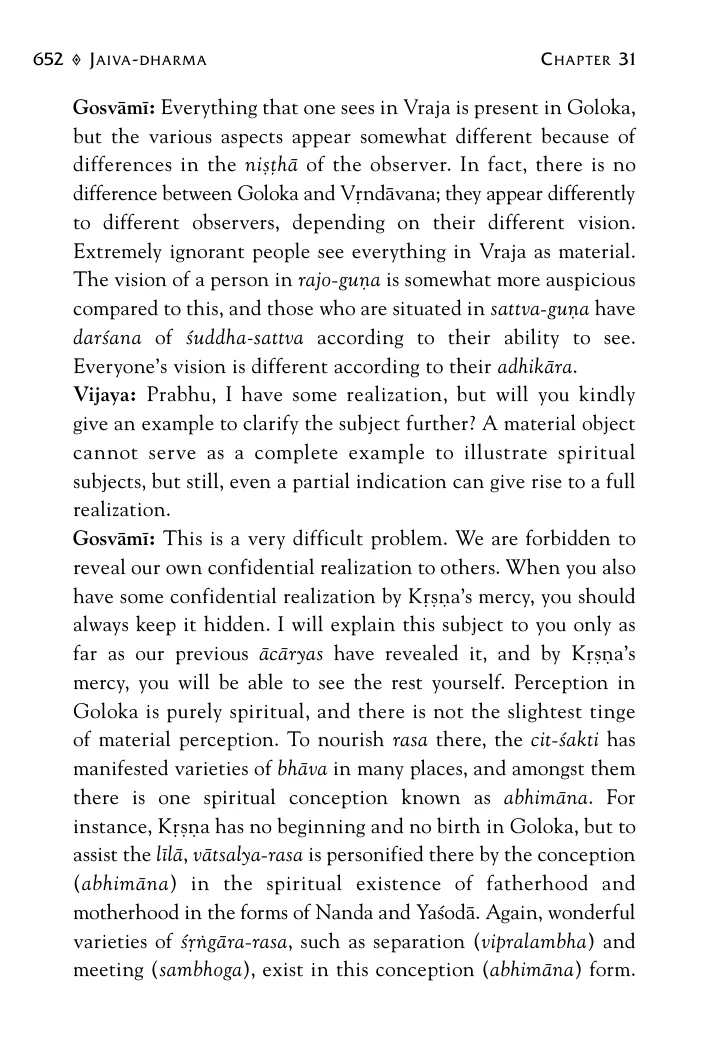 652 ◈ JAIVA-DHARMA CHAPTER 31
Gosvāmī: Everything that one sees in Vraja is present in Goloka,
but the various aspects appear somewhat different because of
differences in the niṣṭhā of the observer. In fact, there is no
difference between Goloka and Vṛndāvana; they appear differently
to different observers, depending on their different vision.
Extremely ignorant people see everything in Vraja as material.
The vision of a person in rajo-guṇa is somewhat more auspicious
compared to this, and those who are situated in sattva-guṇa have
darśana of śuddha-sattva according to their ability to see.
Everyone's vision is different according to their adhikāra.
Vijaya: Prabhu, I have some realization, but will you kindly
give an example to clarify the subject further? A material object
cannot serve as a complete example to illustrate spiritual
subjects, but still, even a partial indication can give rise to a full
realization.
Gosvāmī: This is a very difficult problem. We are forbidden to
reveal our own confidential realization to others. When you also
have some confidential realization by Kṛṣṇa's mercy, you should
always keep it hidden. I will explain this subject to you only as
far as our previous ācāryas have revealed it, and by Kṛṣṇa's
mercy, you will be able to see the rest yourself. Perception in
Goloka is purely spiritual, and there is not the slightest tinge
of material perception. To nourish rasa there, the cit-śakti has
manifested varieties of bhāva in many places, and amongst them
there is one spiritual conception known as abhimāna. For
instance, Kṛṣṇa has no beginning and no birth in Goloka, but to
assist the līlā, vātsalya-rasa is personified there by the conception
(abhimāna) in the spiritual existence of fatherhood and
motherhood in the forms of Nanda and Yaśodā. Again, wonderful
varieties of śṛṅgāra-rasa, such as separation (vipralambha) and
meeting (sambhoga), exist in this conception (abhimāna) form.